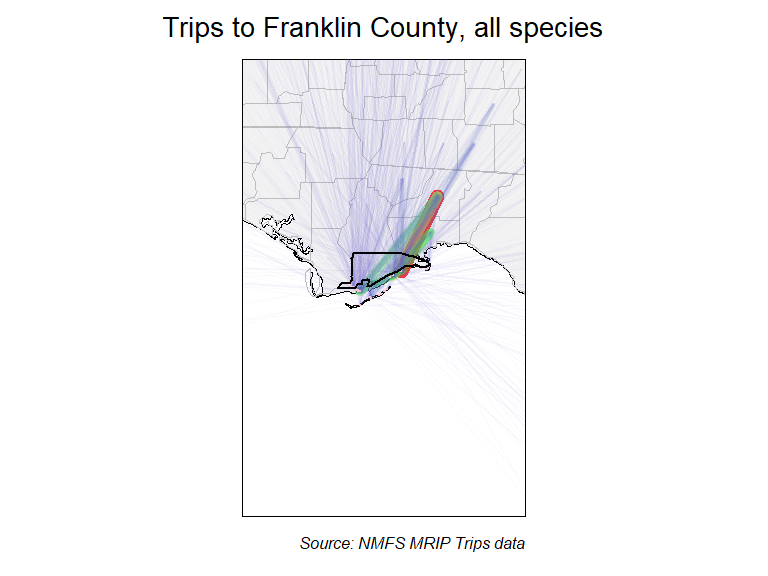 Trips to Franklin County, all species
Source: NMFS MRIP Trips data